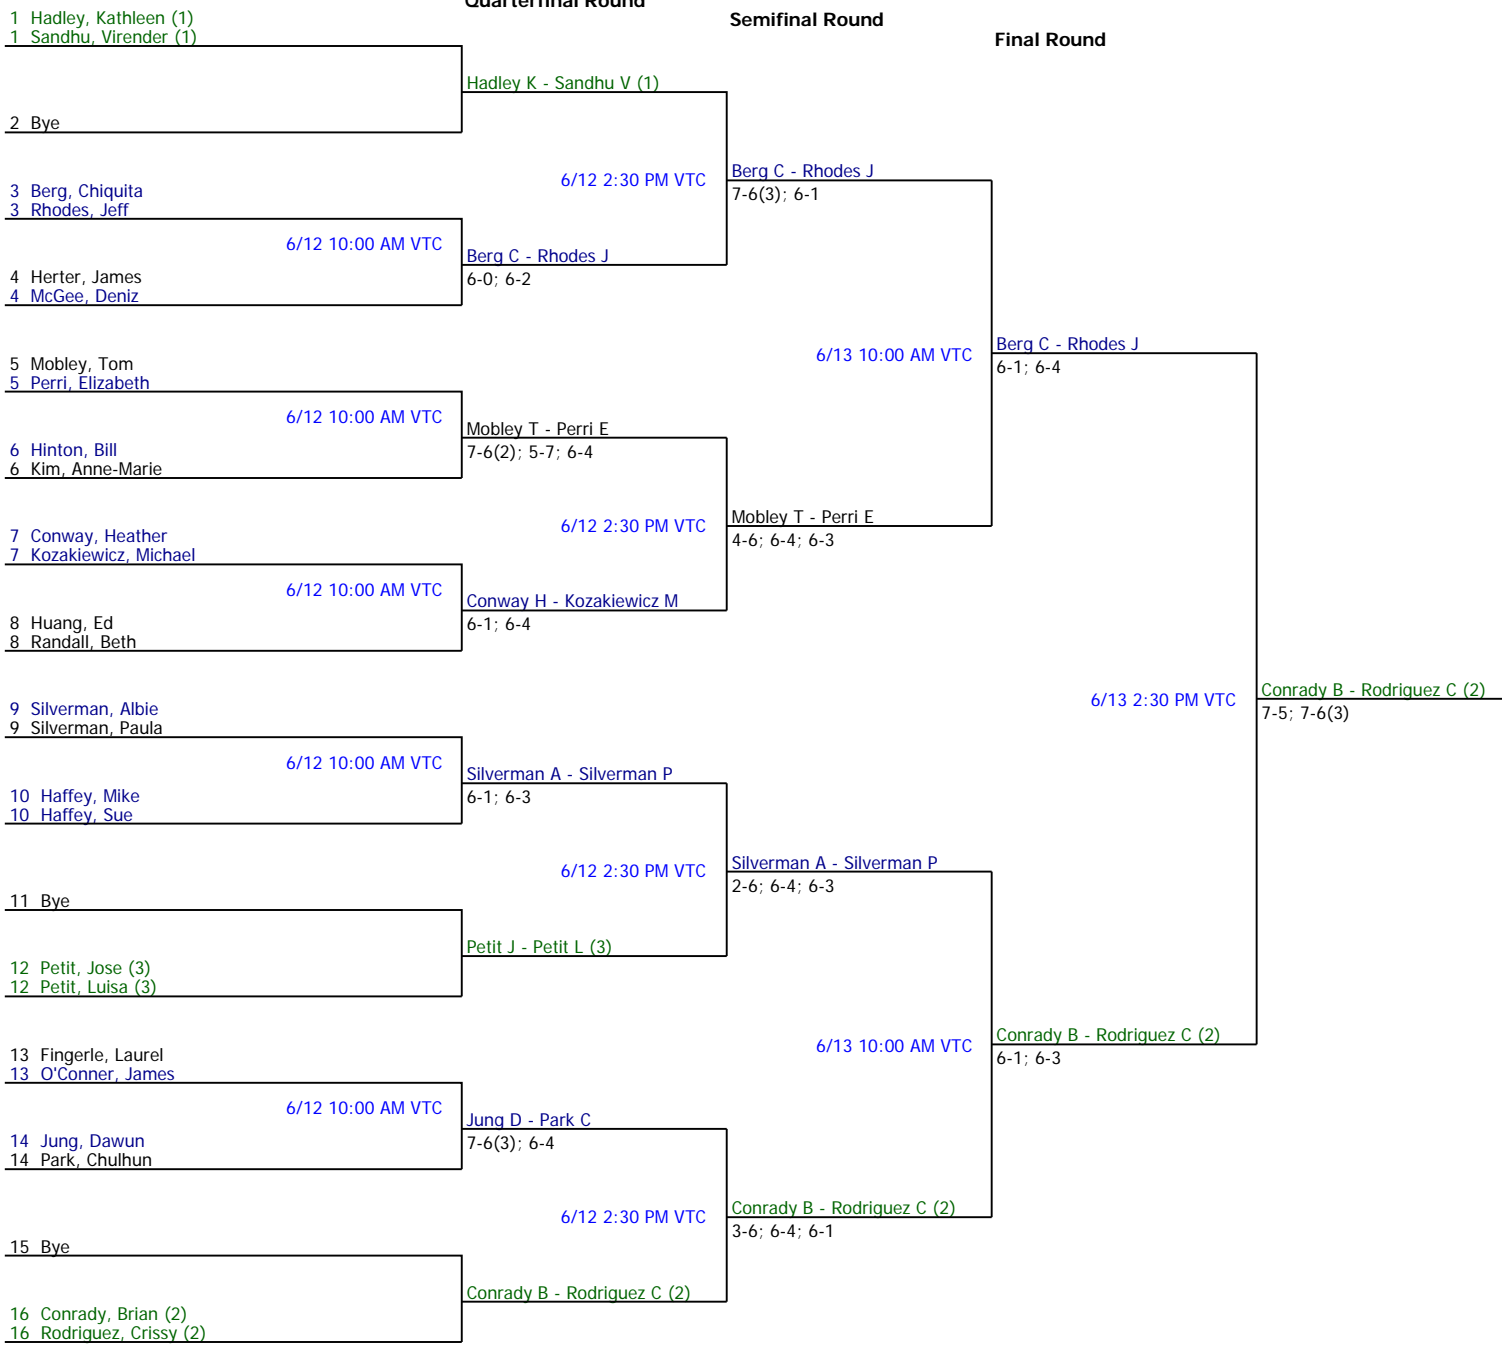 Quarterfinal Round
Semifinal Round
Final Round
1 Hadley, Kathleen (1)
1 Sandhu, Virender (1)
Hadley K - Sandhu V (1)
2 Bye
6/12 2:30 PM VTC
Berg C - Rhodes J
7-6(3); 6-1
3 Berg, Chiquita
3 Rhodes, Jeff
6/12 10:00 AM VTC
Berg C - Rhodes J
6-0; 6-2
4 Herter, James
4 McGee, Deniz
6/13 10:00 AM VTC
Berg C - Rhodes J
6-1; 6-4
5 Mobley, Tom
5 Perri, Elizabeth
6/12 10:00 AM VTC
Mobley T - Perri E
7-6(2); 5-7; 6-4
6 Hinton, Bill
6 Kim, Anne-Marie
6/12 2:30 PM VTC
Mobley T - Perri E
4-6; 6-4; 6-3
7 Conway, Heather
7 Kozakiewicz, Michael
6/12 10:00 AM VTC
Conway H - Kozakiewicz M
6-1; 6-4
8 Huang, Ed
8 Randall, Beth
6/13 2:30 PM VTC
Conrady B - Rodriguez C (2)
7-5; 7-6(3)
9 Silverman, Albie
9 Silverman, Paula
6/12 10:00 AM VTC
Silverman A - Silverman P
6-1; 6-3
10 Haffey, Mike
10 Haffey, Sue
6/12 2:30 PM VTC
Silverman A - Silverman P
2-6; 6-4; 6-3
11 Bye
Petit J - Petit L (3)
12 Petit, Jose (3)
12 Petit, Luisa (3)
6/13 10:00 AM VTC
Conrady B - Rodriguez C (2)
6-1; 6-3
13 Fingerle, Laurel
13 O'Conner, James
6/12 10:00 AM VTC
Jung D - Park C
7-6(3); 6-4
14 Jung, Dawun
14 Park, Chulhun
6/12 2:30 PM VTC
Conrady B - Rodriguez C (2)
3-6; 6-4; 6-1
15 Bye
Conrady B - Rodriguez C (2)
16 Conrady, Brian (2)
16 Rodriguez, Crissy (2)